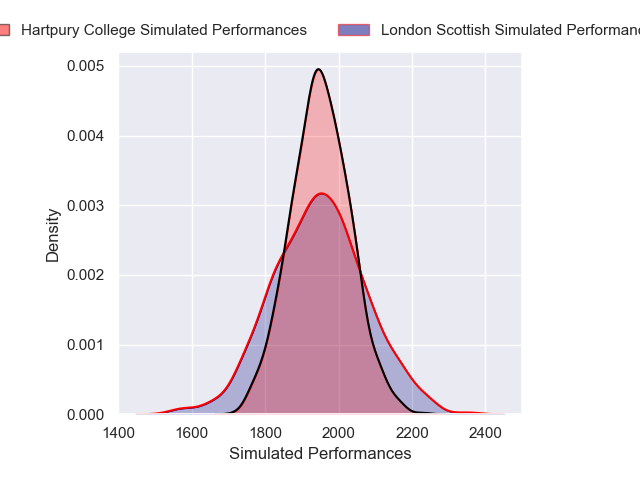 Hartpury College Simulated Performances
London Scottish Simulated
0.005
0.004
0.003
0.002
0.001
0.000
Density
1400 1600 1800 2000 2200 2400
Simulated Performances